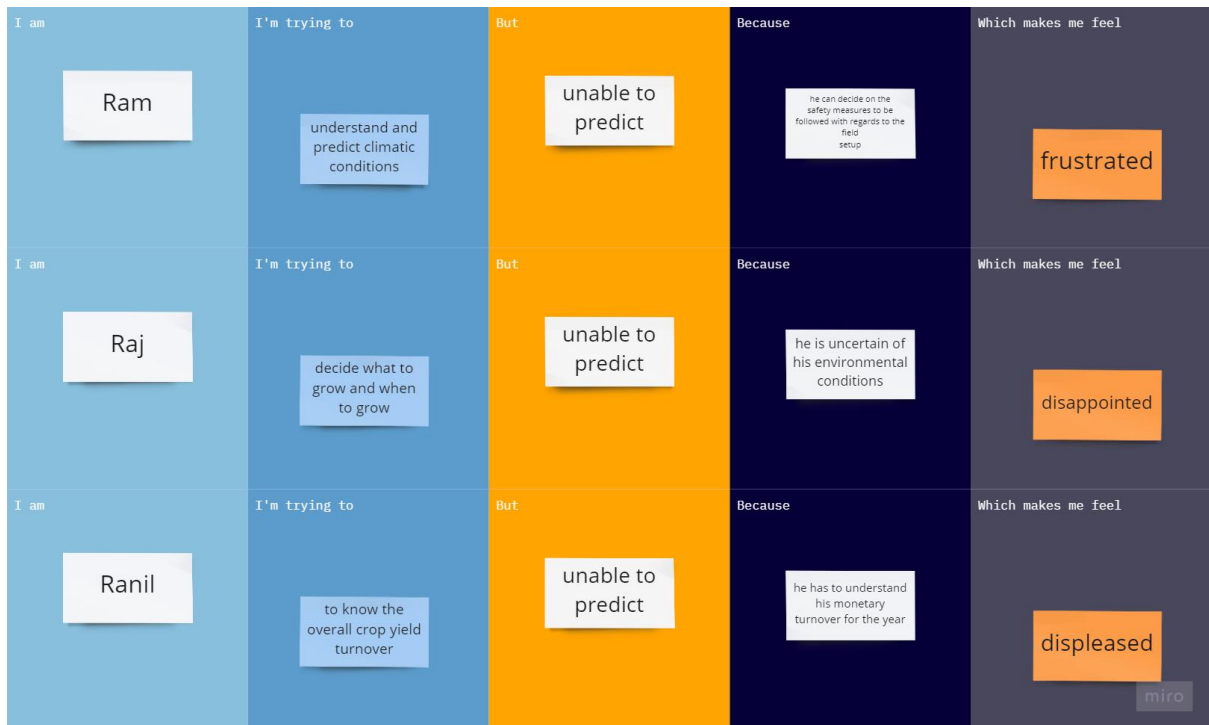 I am
I'm trying to
But
Because
Which makes me feel
Ram
understand and
predict climatic
conditions
unable to
predict
he can decide on the
safety measures to be
followed with regards to the
field
setup
frustrated
I am
I'm trying to
But
Because
Which makes me feel
Raj
decide what to
grow and when
to grow
unable to
predict
he is uncertain of
his environmental
conditions
disappointed
I am
I'm trying to
But
Because
Which makes me feel
Ranil
to know the
overall crop yield
turnover
unable to
predict
he has to understand
his monetary
turnover for the year
displeased
miro